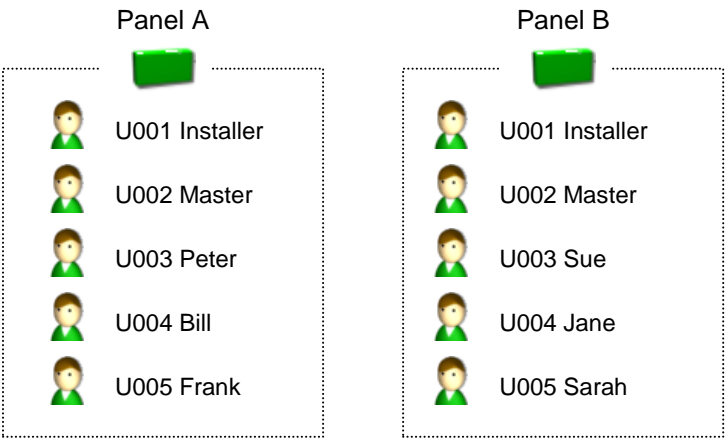 Panel A
U001 Installer
U002 Master
U003 Peter
U004 Bill
U005 Frank
Panel B
U001 Installer
U002 Master
U003 Sue
U004 Jane
U005 Sarah